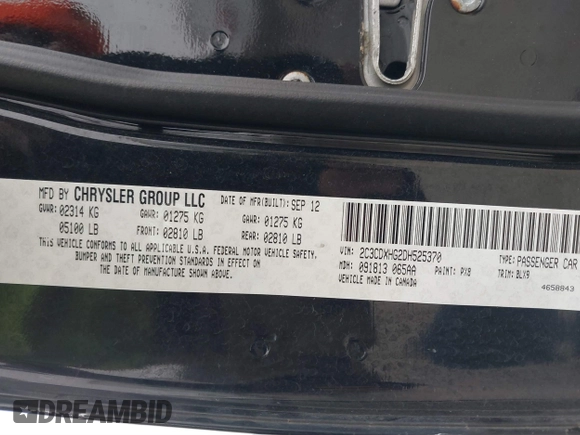 MFD BY CHRYSLER GROUP LLC DATE OF MFR(BUILT): SEP 12
GVWR: 02314 KG GAWR: 01275 KG GAWR: 01275 KG
05100 LB FRONT: 02810 LB REAR: 02810 LB
THIS VEHICLE CONFORMS TO ALL APPLICABLE U.S.A. FEDERAL MOTOR VEHICLE SAFETY,
BUMPER AND THEFT PREVENTION STANDARDS IN EFFECT ON
THE DATE OF MANUFACTURE SHOWN ABOVE.
VIN: 2C3CDXHG2DH525370 TYPE: PASSENGER CAR
MDH: 091813 065AA PAINT: PX8 TRIM: BLX9
VEHICLE MADE IN CANADA
4658843
DREAMBID